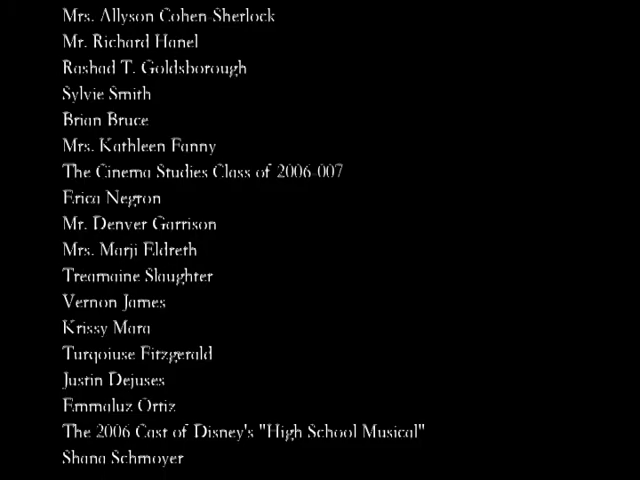 Mrs. Allyson Cohen-Sherlock
Mr. Richard Hanel
Rashad T. Goldsborough
Sylvie Smith
Brian Bruce
Mrs. Kathleen Fanny
The Cinema Studies Class of 2006-007
Erica Negron
Mr. Denver Garrison
Mrs. Marji Eldreth
Treamaine Slaughter
Vernon James
Krissy Mara
Turqoiuse Fitzgerald
Justin Dejuses
Emmaluz Ortiz
The 2006 Cast of Disney's "High School Musical"
Shana Schmoyer